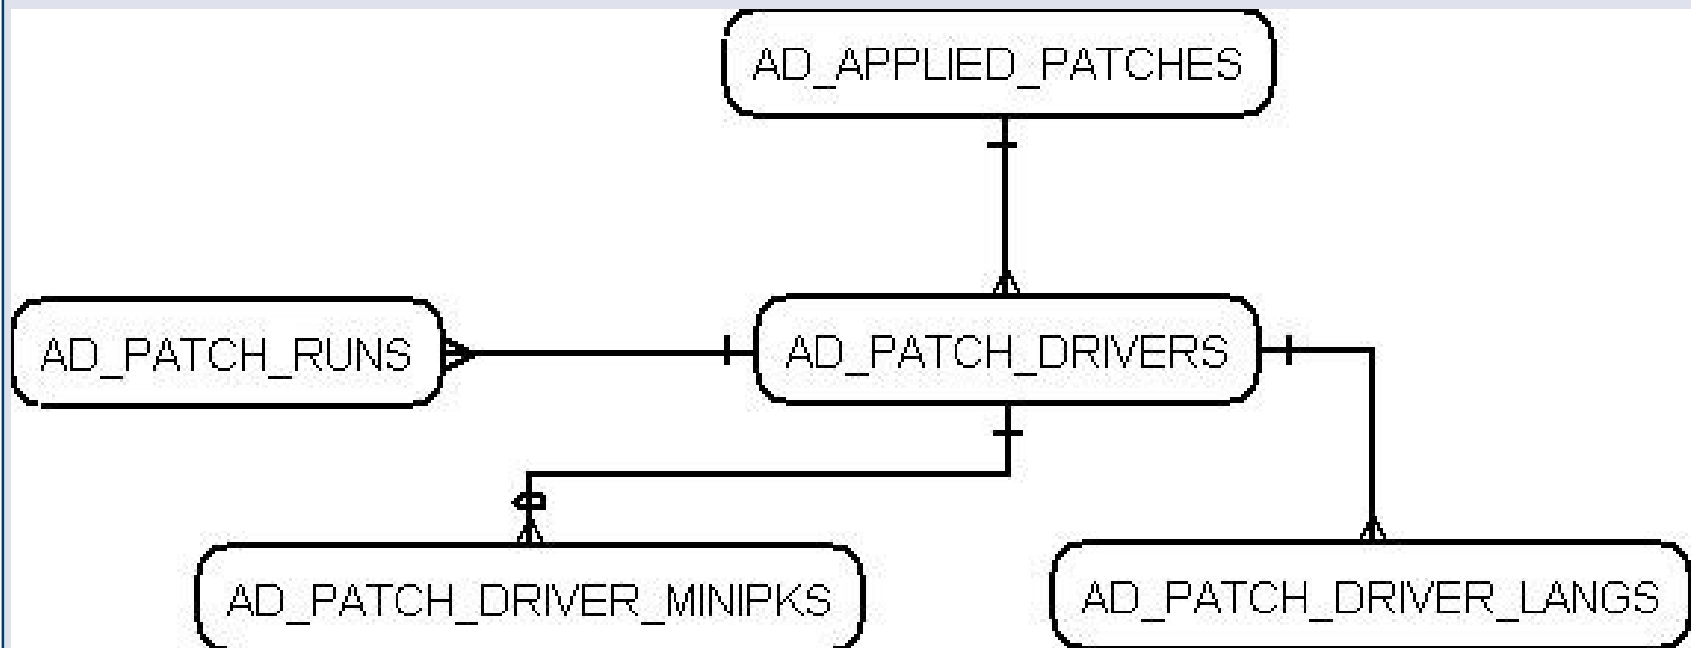 AD_APPLIED_PATCHES
AD_PATCH_RUNS
AD_PATCH_DRIVERS
AD_PATCH_DRIVER_MINIPKS
AD_PATCH_DRIVER_LANGS